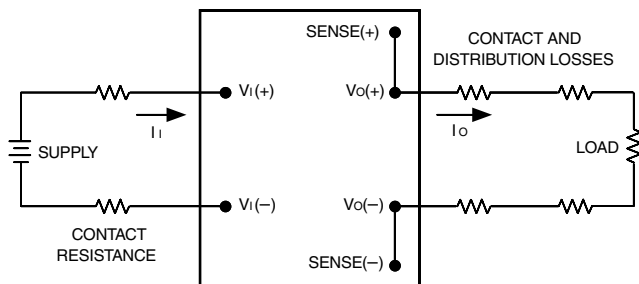 SENSE(+)
CONTACT AND
DISTRIBUTION LOSSES
VI(+)
VO(+)
II
IO
SUPPLY
LOAD
VI(–)
VO(–)
CONTACT
RESISTANCE
SENSE(–)